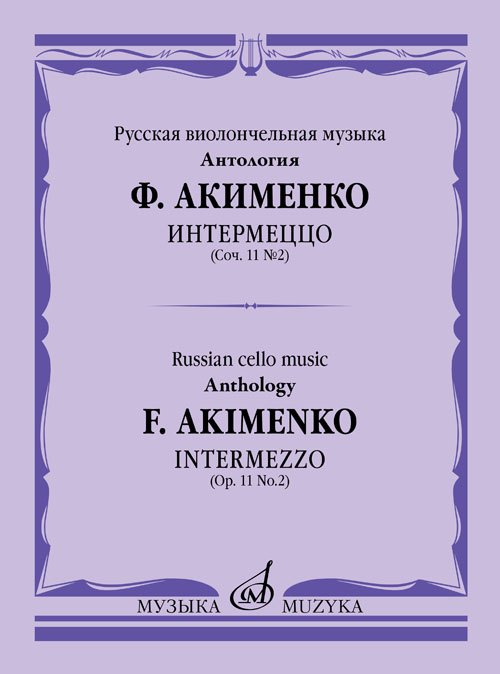 Русская виолончельная музыка
Антология
Ф. АКИМЕНКО
ИНТЕРМЕЦЦО
(Соч. 11 №2)
Russian cello music
Anthology
F. AKIMENKO
INTERMEZZO
(Op. 11 No.2)
МУЗЫКА М MUZYKA